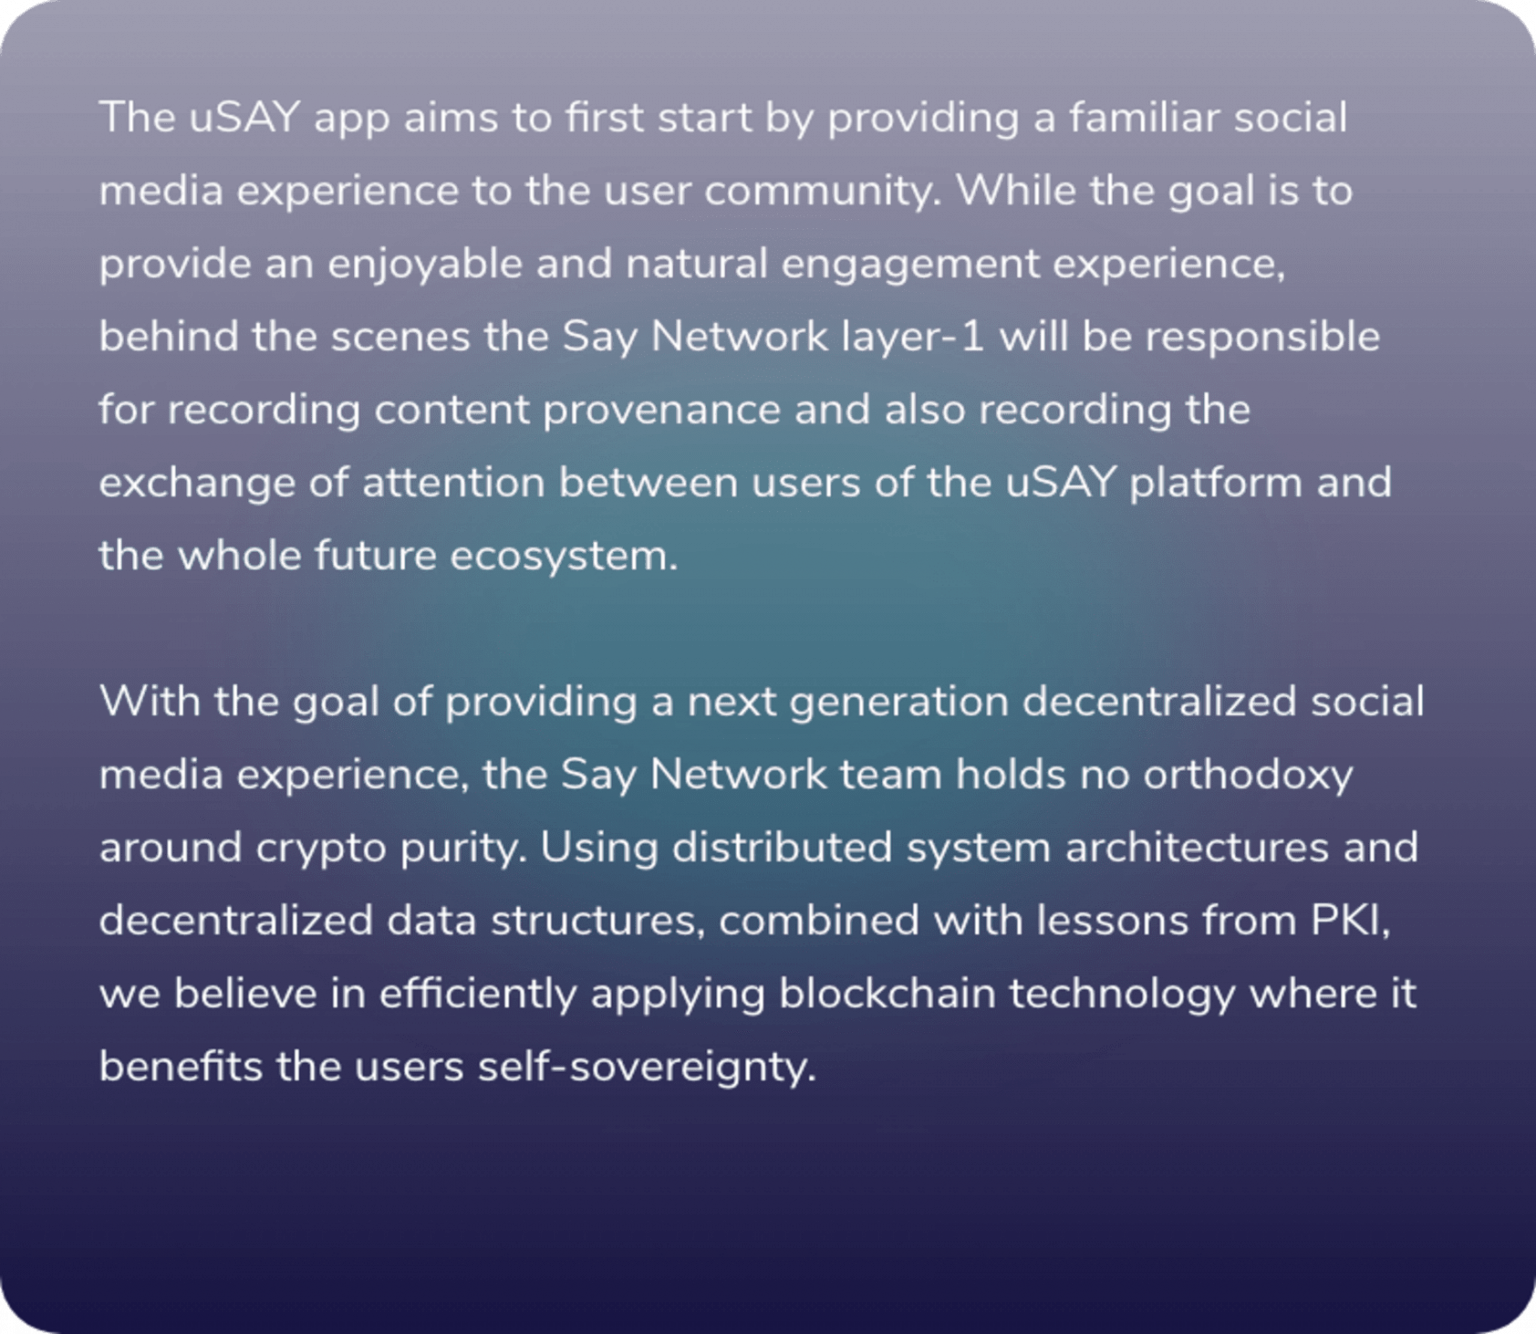 The uSAY app aims to first start by providing a familiar social
media experience to the user community. While the goal is to
provide an enjoyable and natural engagement experience,
behind the scenes the Say Network layer-1 will be responsible
for recording content provenance and also recording the
exchange of attention between users of the uSAY platform and
the whole future ecosystem.
With the goal of providing a next generation decentralized social
media experience, the Say Network team holds no orthodoxy
around crypto purity. Using distributed system architectures and
decentralized data structures, combined with lessons from PKI,
we believe in efficiently applying blockchain technology where it
benefits the users self-sovereignty.